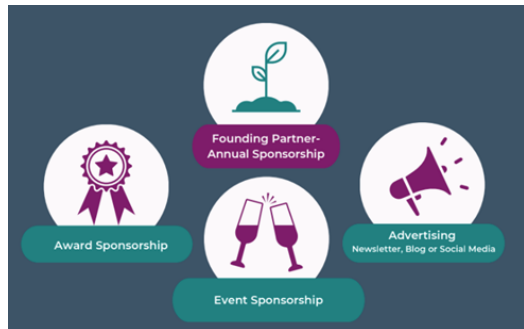 Founding Partner-
Annual Sponsorship
Award Sponsorship
Advertising
Newsletter, Blog or Social Media
Event Sponsorship